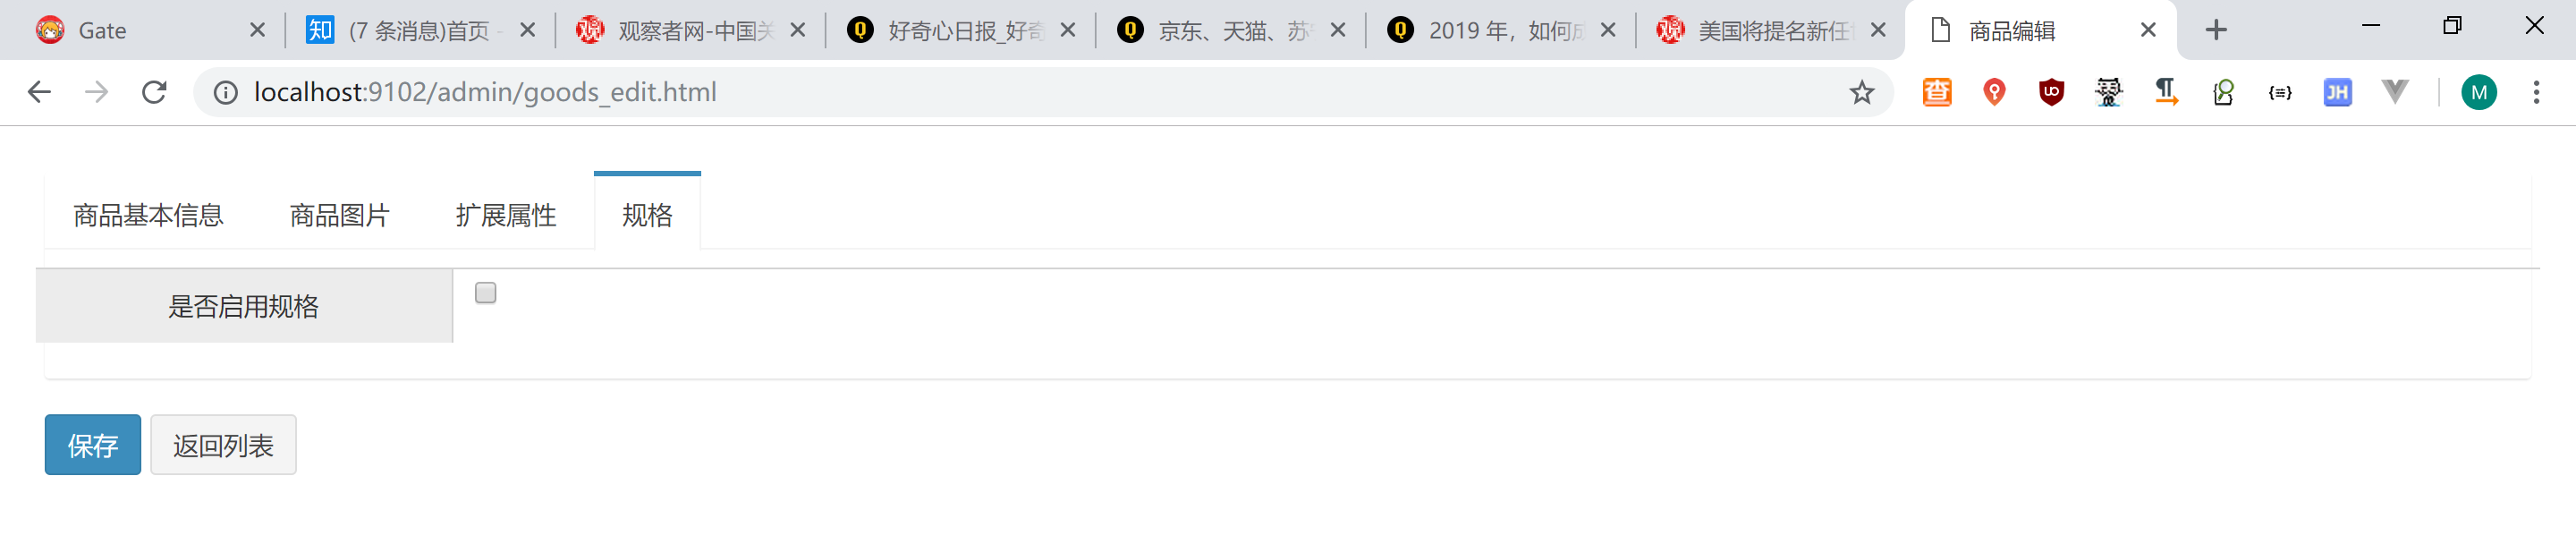 Gate
知 (7 条消息)首页 -
观察者网-中国关
好奇心日报_好奇
京东、天猫、苏
2019 年，如何成
美国将提名新任
商品编辑
localhost:9102/admin/goods_edit.html
查
UO
JH
M
商品基本信息 商品图片 扩展属性 规格
是否启用规格
保存 返回列表